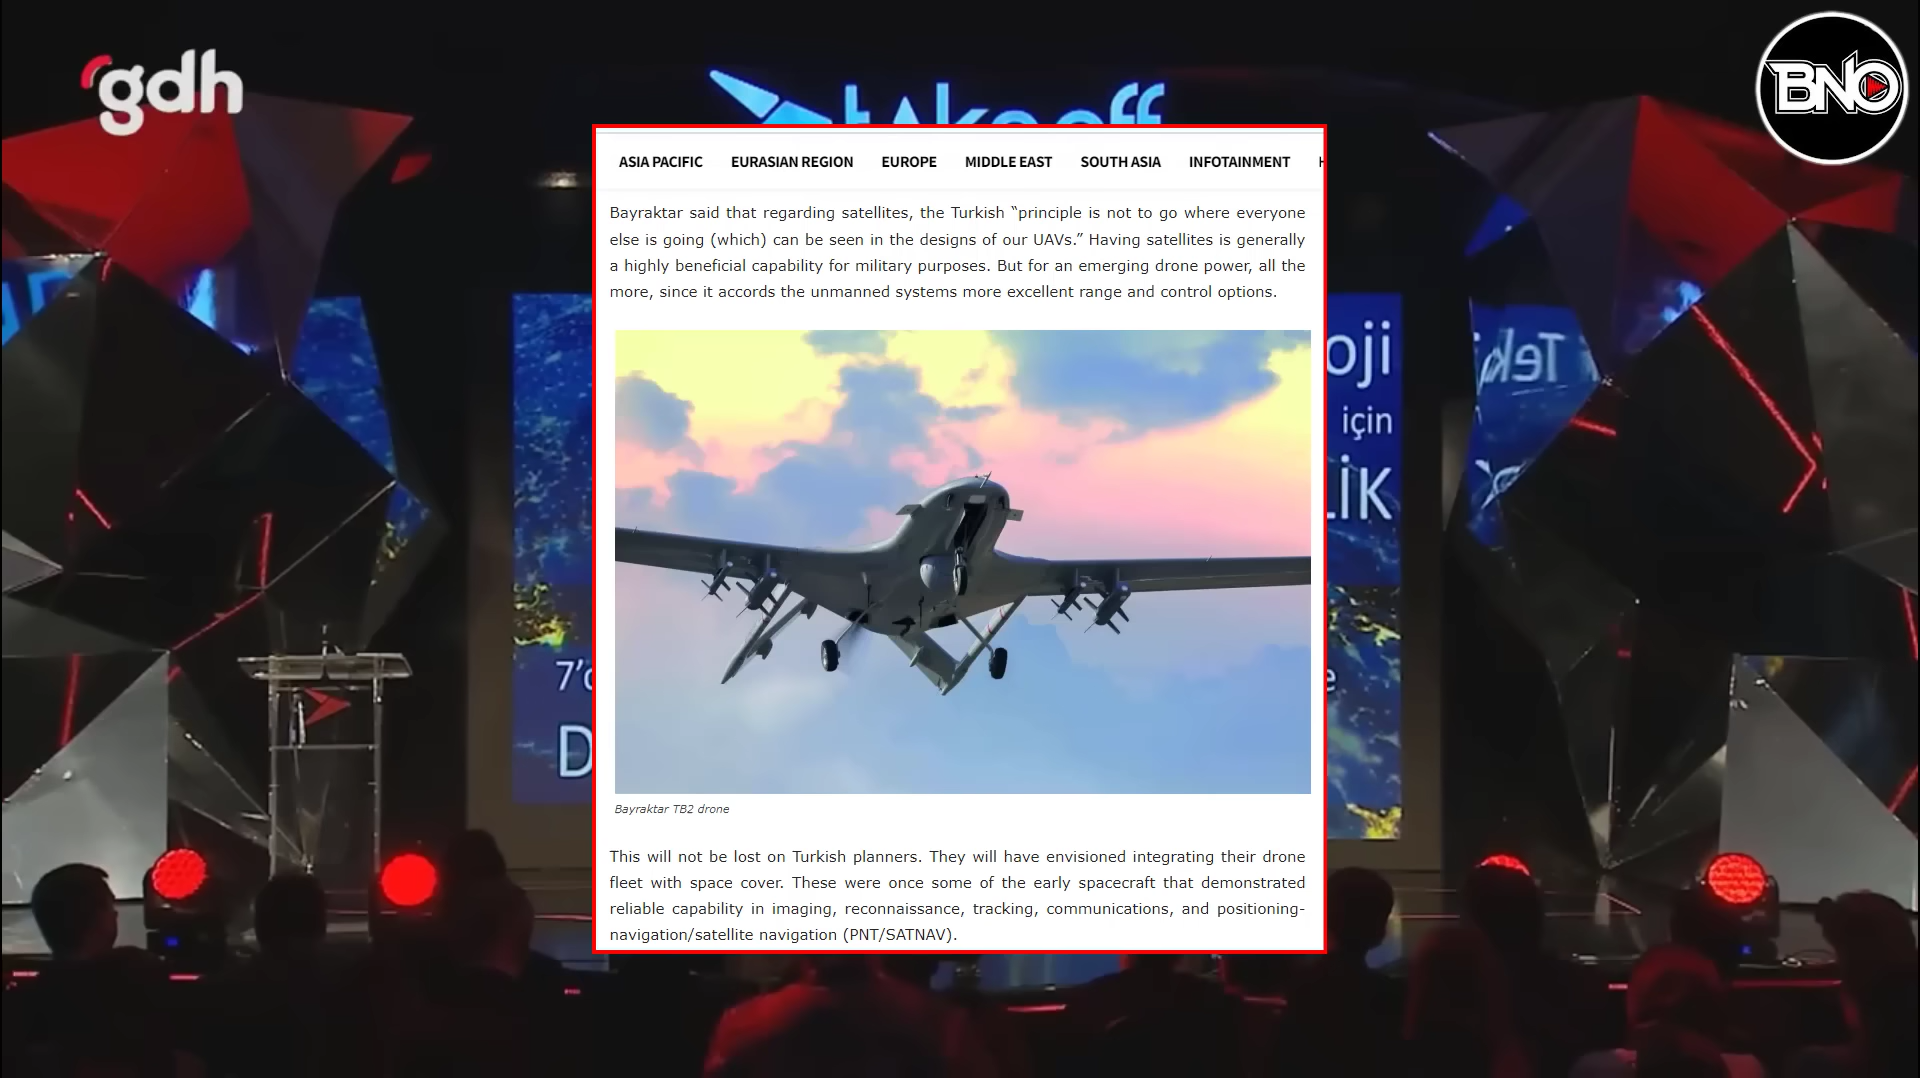 gdh
takeoff
BNO
ASIA PACIFIC EURASIAN REGION EUROPE MIDDLE EAST SOUTH ASIA INFOTAINMENT
Bayraktar said that regarding satellites, the Turkish “principle is not to go where everyone
else is going (which) can be seen in the designs of our UAVs.” Having satellites is generally
a highly beneficial capability for military purposes. But for an emerging drone power, all the
more, since it accords the unmanned systems more excellent range and control options.
oji
için
LİK
Tek
7’
D
e
Bayraktar TB2 drone
This will not be lost on Turkish planners. They will have envisioned integrating their drone
fleet with space cover. These were once some of the early spacecraft that demonstrated
reliable capability in imaging, reconnaissance, tracking, communications, and positioning-
navigation/satellite navigation (PNT/SATNAV).